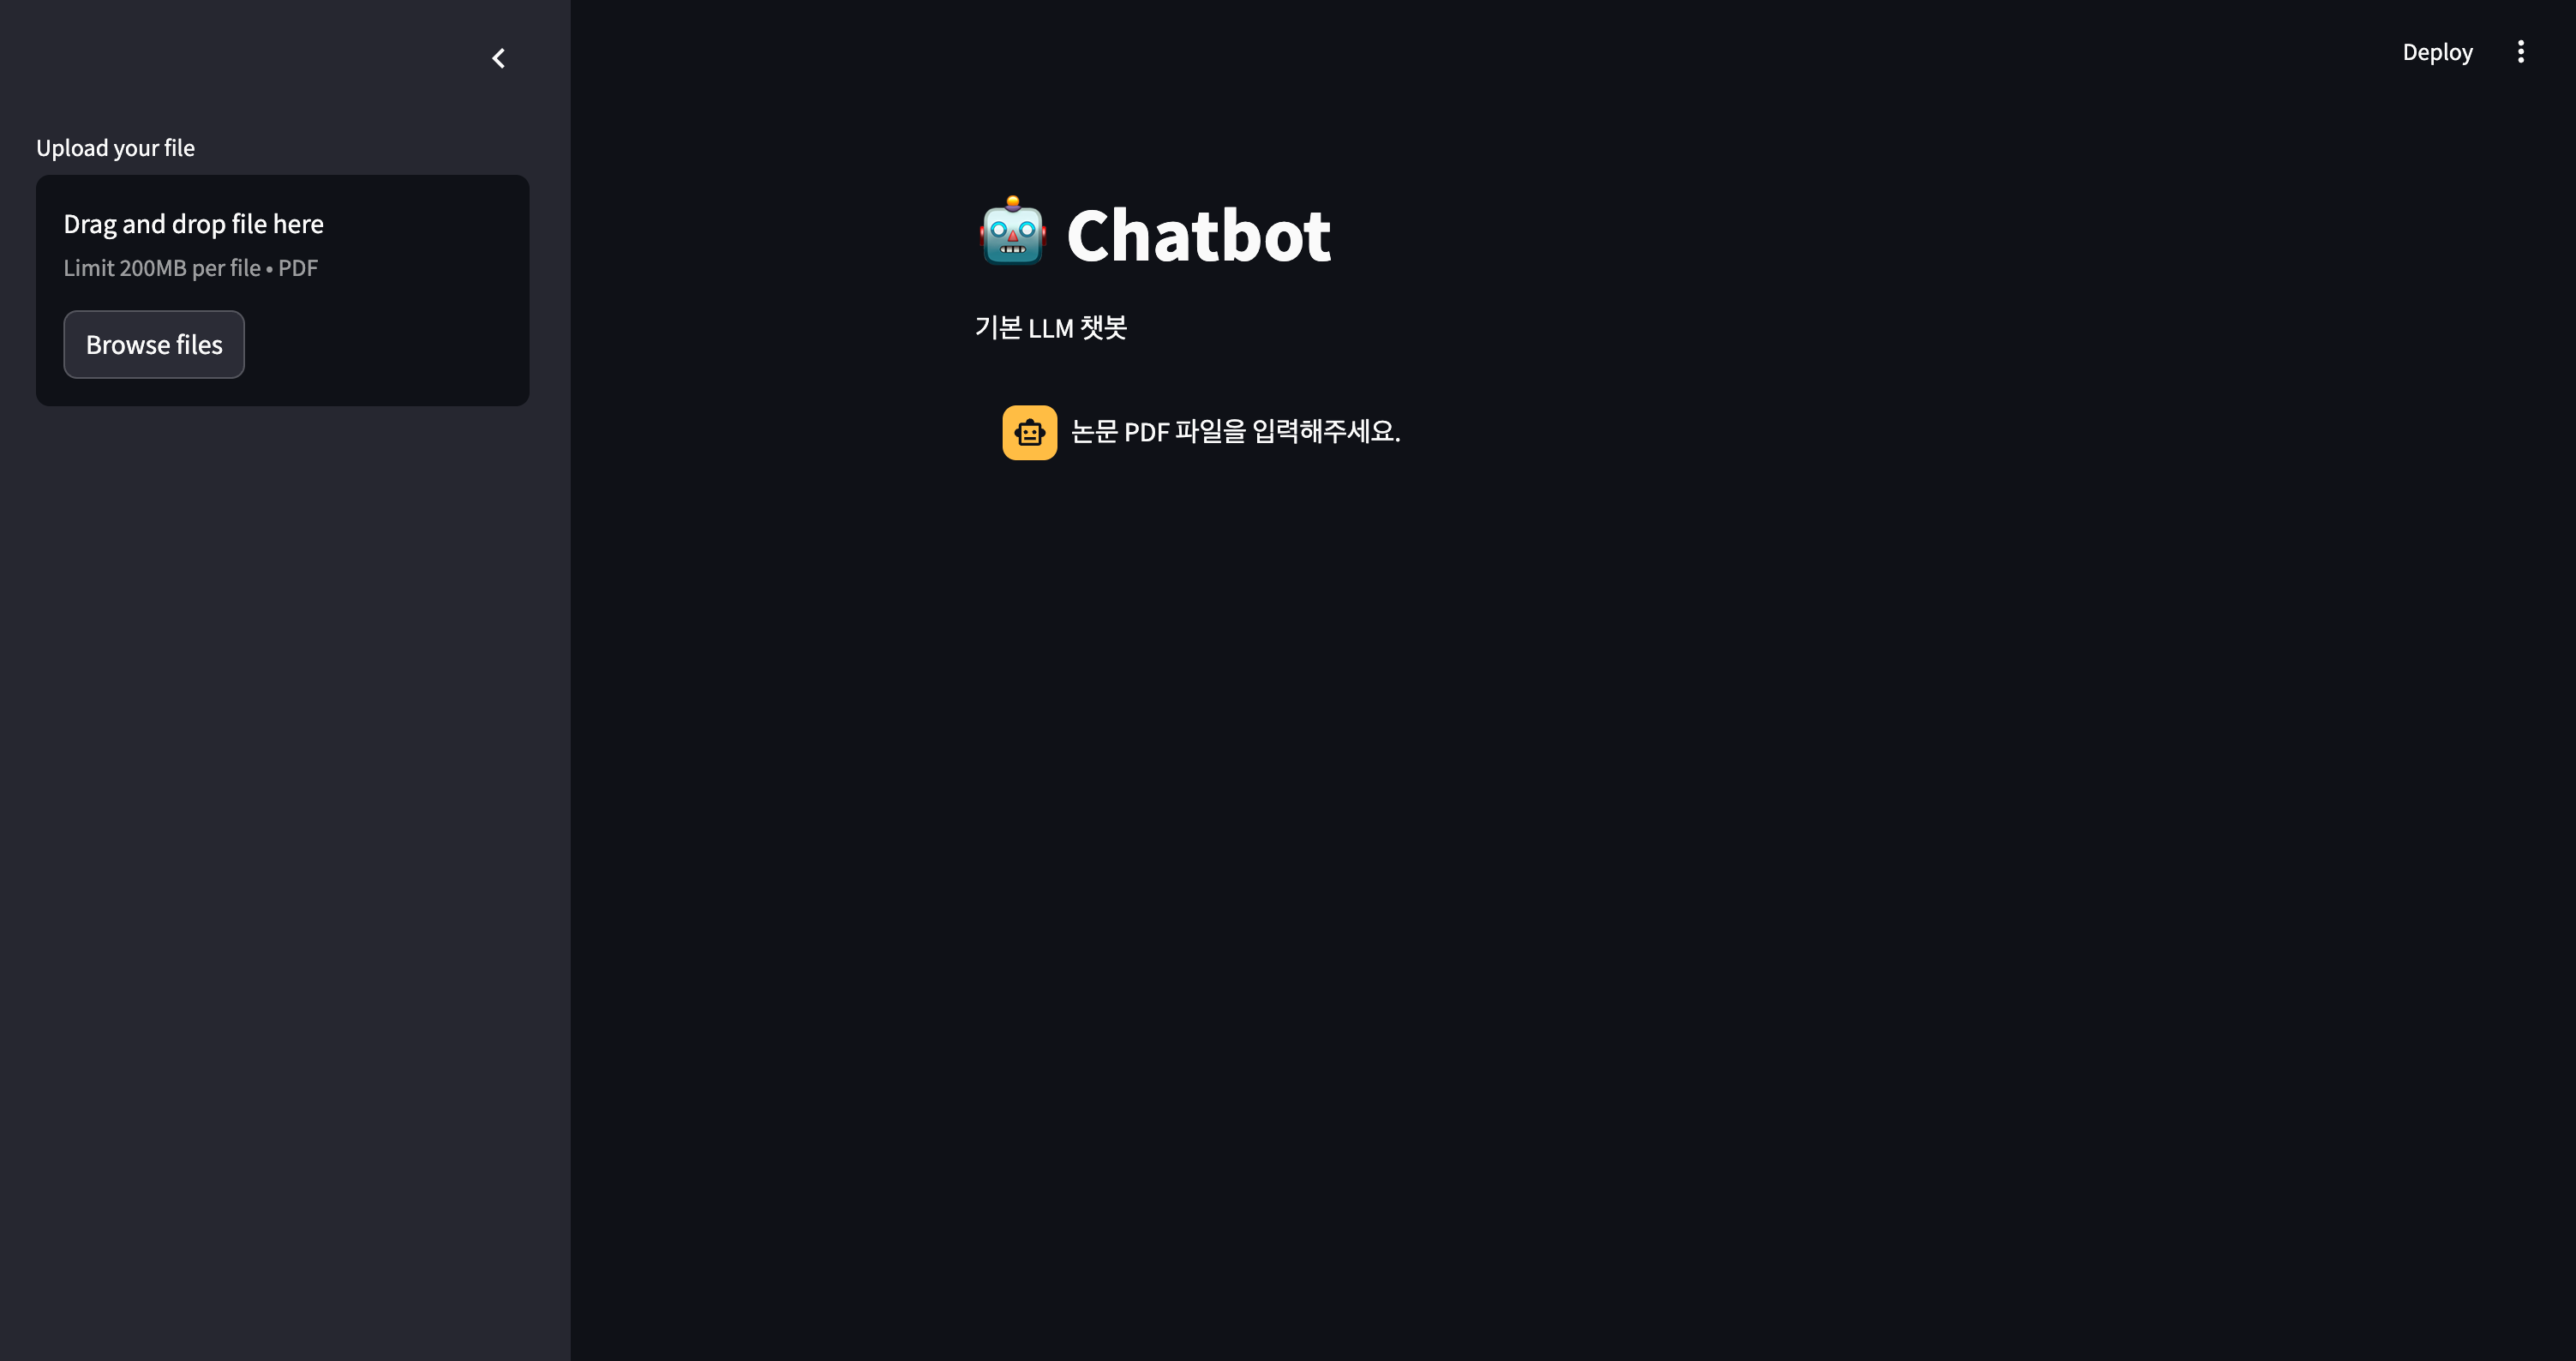 Deploy
Upload your file
Drag and drop file here
Limit 200MB per file • PDF
Browse files
Chatbot
기본 LLM 챗봇
논문 PDF 파일을 입력해주세요.